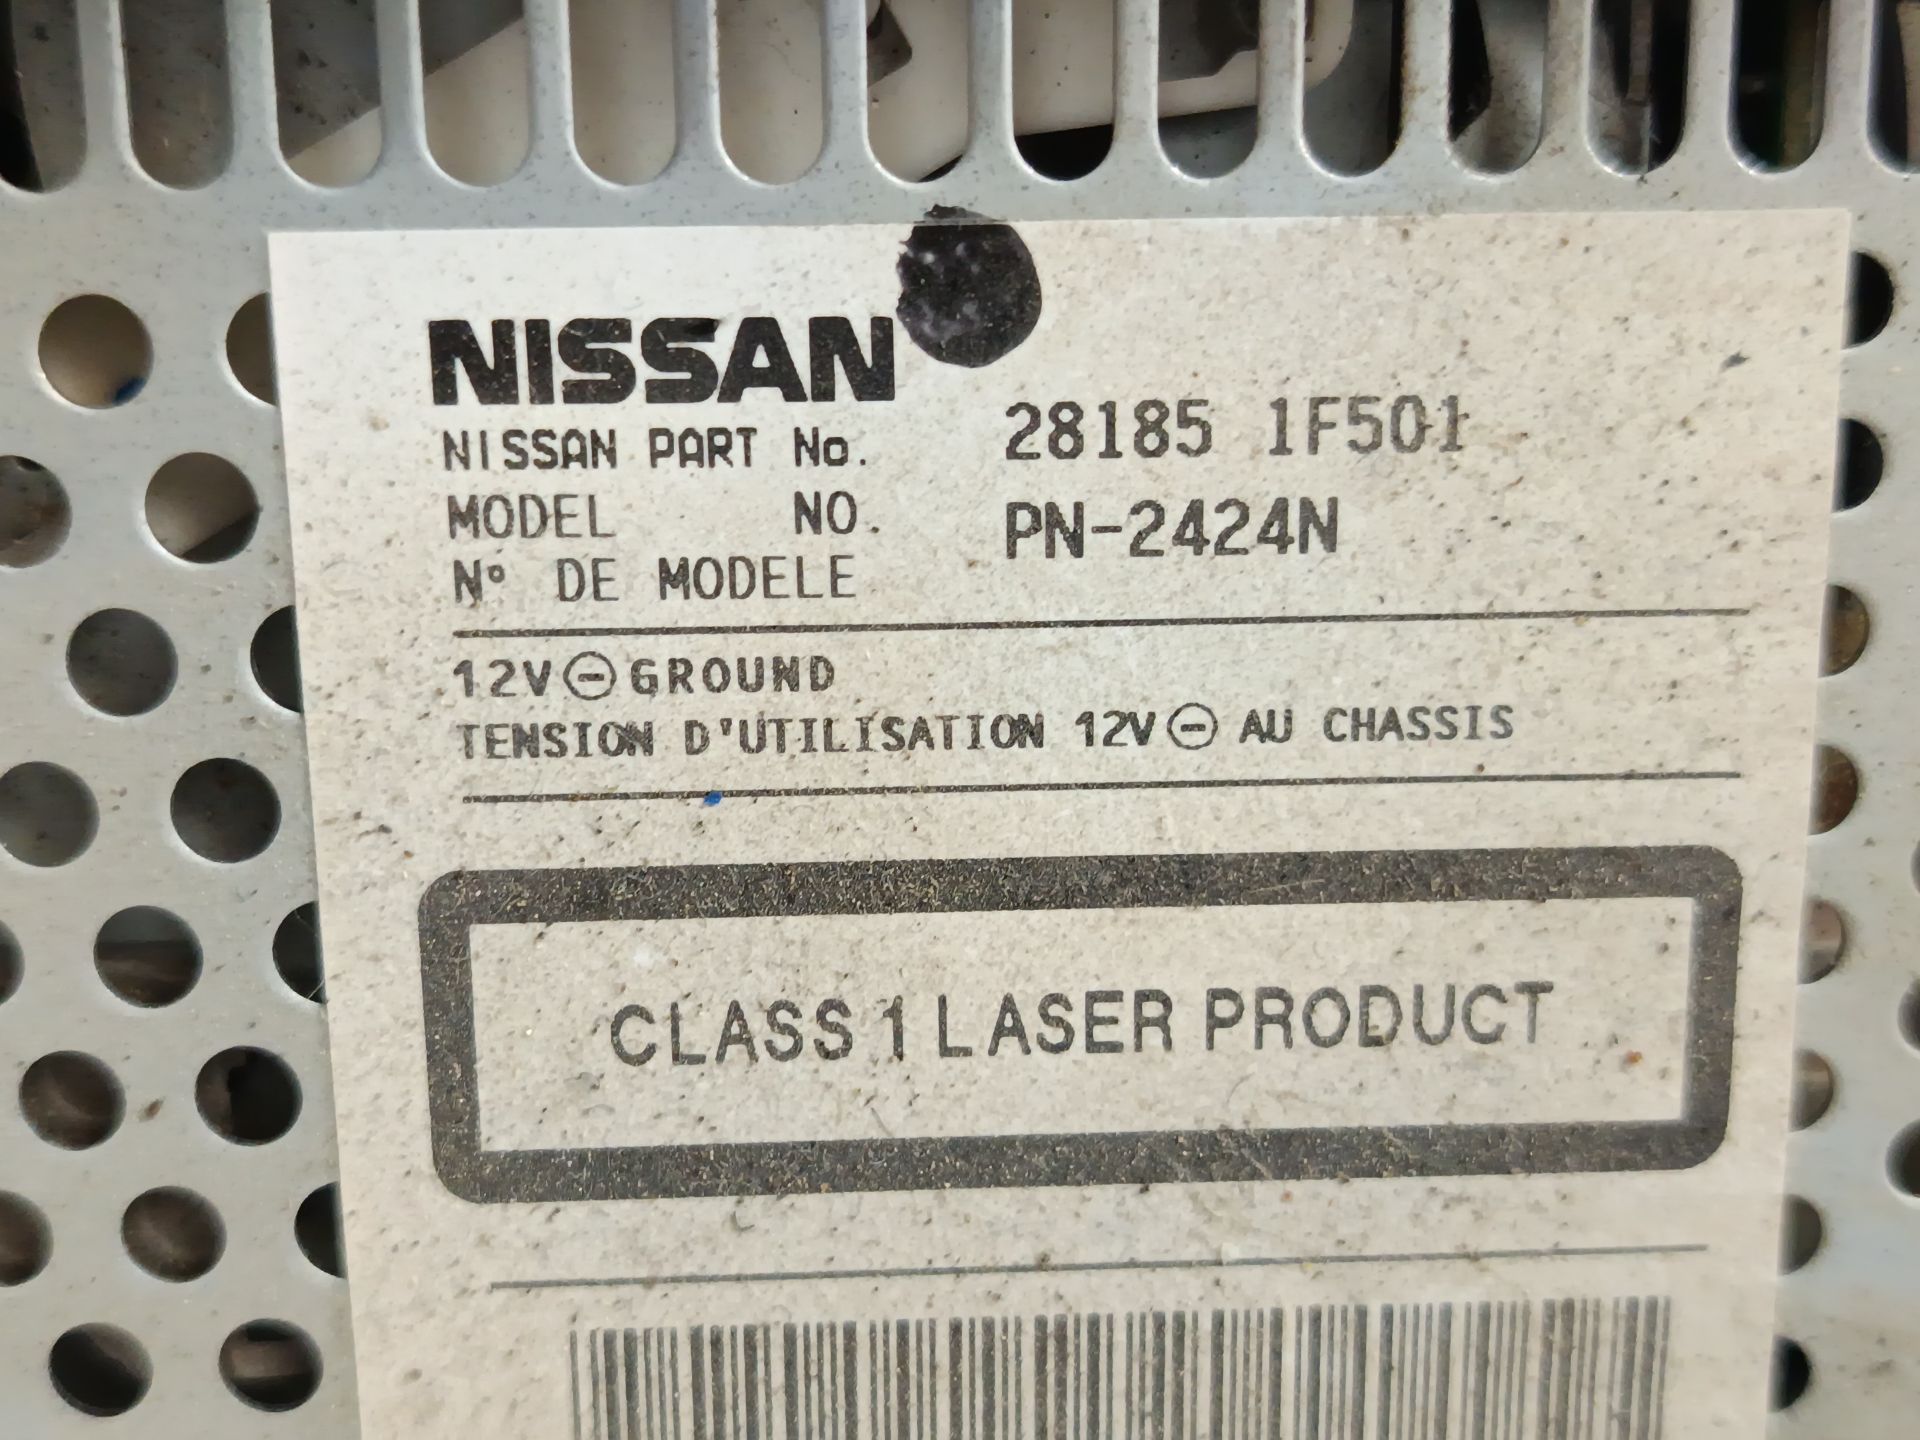 NISSAN
NISSAN PART No. 28185 1F501
MODEL NO. PN-2424N
N° DE MODELE
12V⊖GROUND
TENSION D'UTILISATION 12V⊖ AU CHASSIS
CLASS 1 LASER PRODUCT